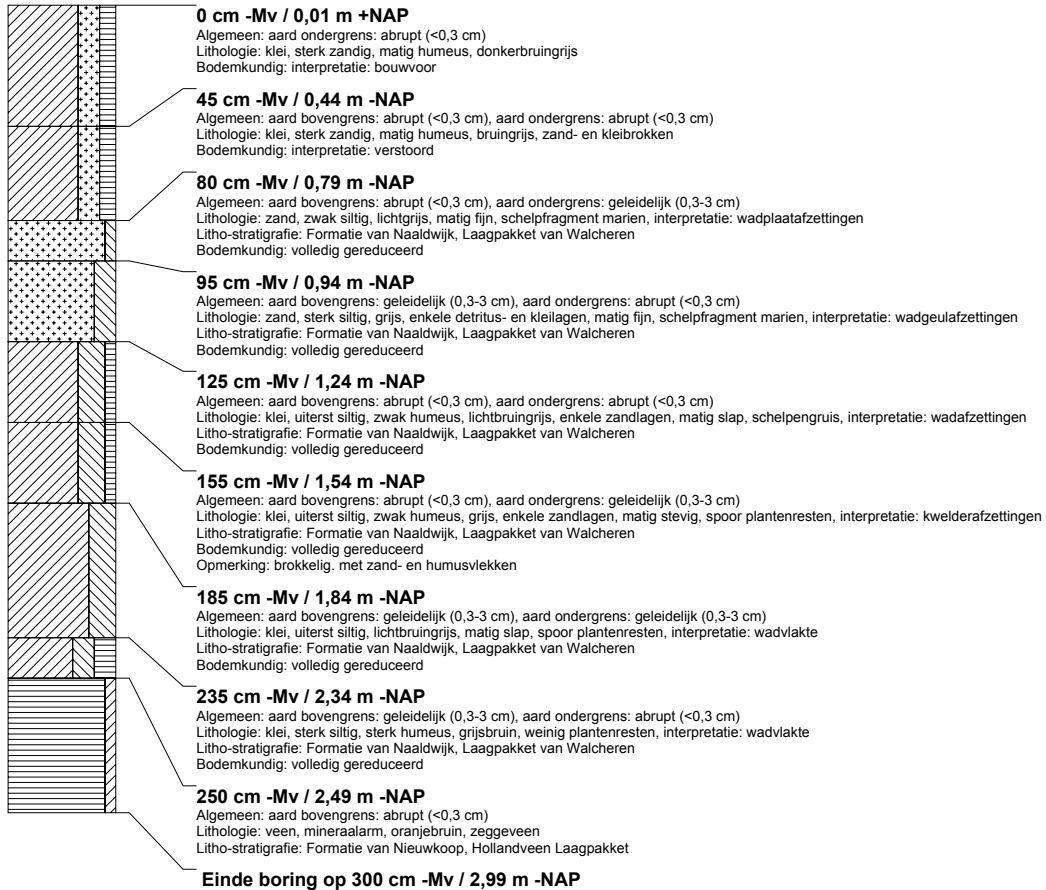 0 cm -Mv / 0,01 m +NAP
Algemeen: aard ondergrens: abrupt (<0,3 cm)
Lithologie: klei, sterk zandig, matig humeus, donkerbruingrijs
Bodemkundig: interpretatie: bouwvoor
45 cm -Mv / 0,44 m -NAP
Algemeen: aard bovengrens: abrupt (<0,3 cm), aard ondergrens: abrupt (<0,3 cm)
Lithologie: klei, sterk zandig, matig humeus, bruingrijs, zand- en kleibrokken
Bodemkundig: interpretatie: verstoord
80 cm -Mv / 0,79 m -NAP
Algemeen: aard bovengrens: abrupt (<0,3 cm), aard ondergrens: geleidelijk (0,3-3 cm)
Lithologie: zand, zwak siltig, lichtgrijs, matig fijn, schelpfragment marien, interpretatie: wadplaatafzettingen
Litho-stratigrafie: Formatie van Naaldwijk, Laagpakket van Walcheren
Bodemkundig: volledig gereduceerd
95 cm -Mv / 0,94 m -NAP
Algemeen: aard bovengrens: geleidelijk (0,3-3 cm), aard ondergrens: abrupt (<0,3 cm)
Lithologie: zand, sterk siltig, grijs, enkele detritus- en kleilagen, matig fijn, schelpfragment marien, interpretatie: wadgeulafzettingen
Litho-stratigrafie: Formatie van Naaldwijk, Laagpakket van Walcheren
Bodemkundig: volledig gereduceerd
125 cm -Mv / 1,24 m -NAP
Algemeen: aard bovengrens: abrupt (<0,3 cm), aard ondergrens: abrupt (<0,3 cm)
Lithologie: klei, uiterst siltig, zwak humeus, lichtbruingrijs, enkele zandlagen, matig slap, schelpengruis, interpretatie: wadafzettingen
Litho-stratigrafie: Formatie van Naaldwijk, Laagpakket van Walcheren
Bodemkundig: volledig gereduceerd
155 cm -Mv / 1,54 m -NAP
Algemeen: aard bovengrens: abrupt (<0,3 cm), aard ondergrens: geleidelijk (0,3-3 cm)
Lithologie: klei, uiterst siltig, zwak humeus, grijs, enkele zandlagen, matig stevig, spoor plantenresten, interpretatie: kwelderafzettingen
Litho-stratigrafie: Formatie van Naaldwijk, Laagpakket van Walcheren
Bodemkundig: volledig gereduceerd
Opmerking: brokkelig. met zand- en humusvlekken
185 cm -Mv / 1,84 m -NAP
Algemeen: aard bovengrens: geleidelijk (0,3-3 cm), aard ondergrens: geleidelijk (0,3-3 cm)
Lithologie: klei, uiterst siltig, lichtbruingrijs, matig slap, spoor plantenresten, interpretatie: wadvlakte
Litho-stratigrafie: Formatie van Naaldwijk, Laagpakket van Walcheren
Bodemkundig: volledig gereduceerd
235 cm -Mv / 2,34 m -NAP
Algemeen: aard bovengrens: geleidelijk (0,3-3 cm), aard ondergrens: abrupt (<0,3 cm)
Lithologie: klei, sterk siltig, sterk humeus, grijsbruin, weinig plantenresten, interpretatie: wadvlakte
Litho-stratigrafie: Formatie van Naaldwijk, Laagpakket van Walcheren
Bodemkundig: volledig gereduceerd
250 cm -Mv / 2,49 m -NAP
Algemeen: aard bovengrens: abrupt (<0,3 cm)
Lithologie: veen, mineraalarm, oranjebruin, zeggeveen
Litho-stratigrafie: Formatie van Nieuwkoop, Hollandveen Laagpakket
Einde boring op 300 cm -Mv / 2,99 m -NAP